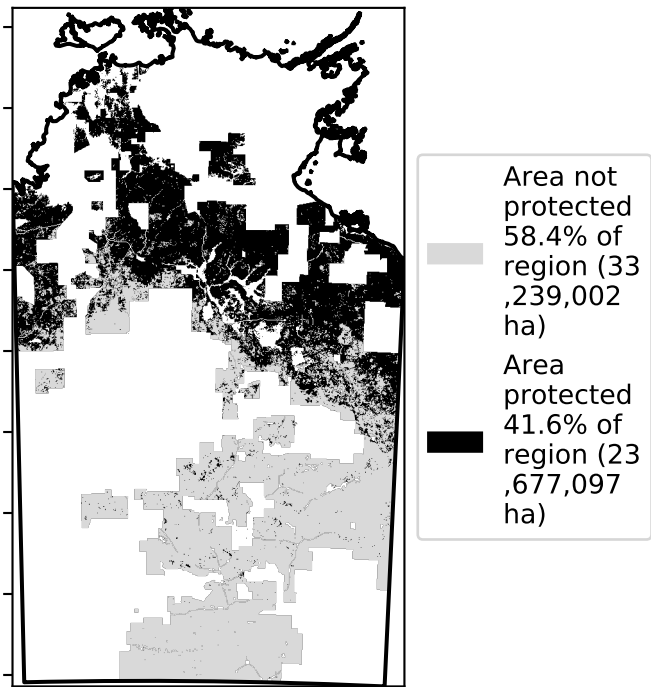 Area not
protected
58.4% of
region (33
,239,002
ha)
Area
protected
41.6% of
region (23
,677,097
ha)